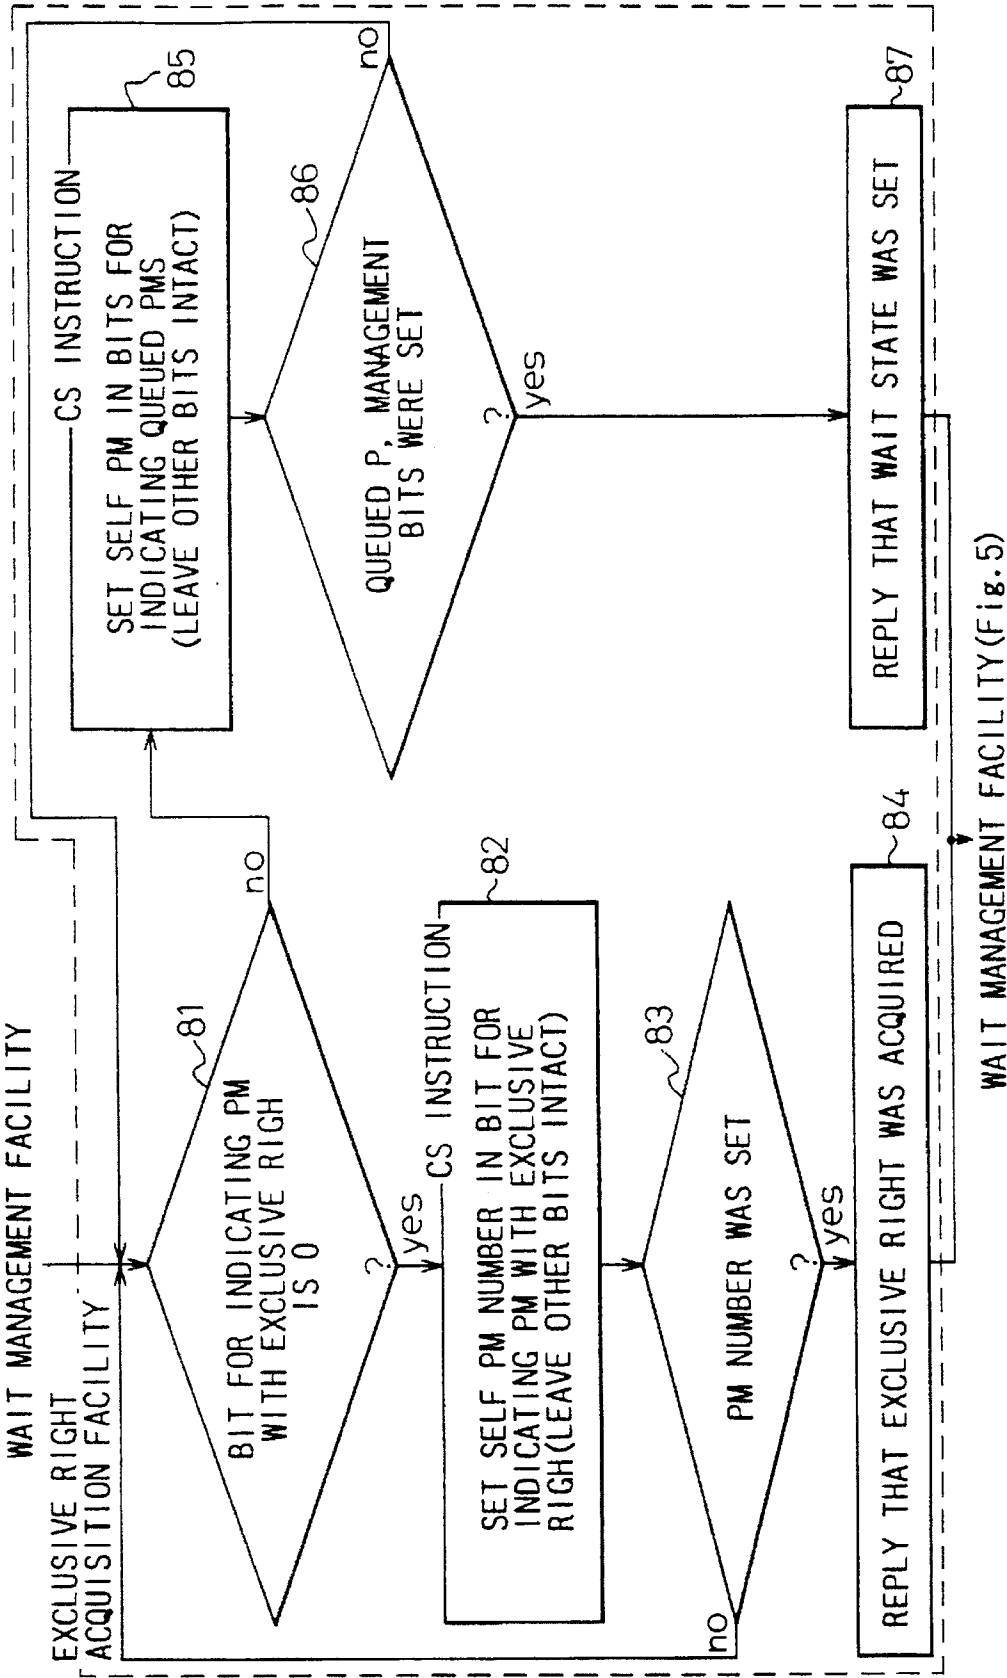 WAIT MANAGEMENT FACILITY
EXCLUSIVE RIGHT
ACQUISITION FACILITY
81
BIT FOR INDICATING PM
WITH EXCLUSIVE RIGH
IS 0
?
no
yes
CS INSTRUCTION
82
SET SELF PM NUMBER IN BIT FOR
INDICATING PM WITH EXCLUSIVE
RIGH(LEAVE OTHER BITS INTACT)
83
PM NUMBER WAS SET
?
no
yes
84
REPLY THAT EXCLUSIVE RIGHT WAS ACQUIRED
CS INSTRUCTION
85
SET SELF PM IN BITS FOR
INDICATING QUEUED PMS
(LEAVE OTHER BITS INTACT)
86
QUEUED P, MANAGEMENT
BITS WERE SET
?
no
yes
87
REPLY THAT WAIT STATE WAS SET
WAIT MANAGEMENT FACILITY(Fig.5)